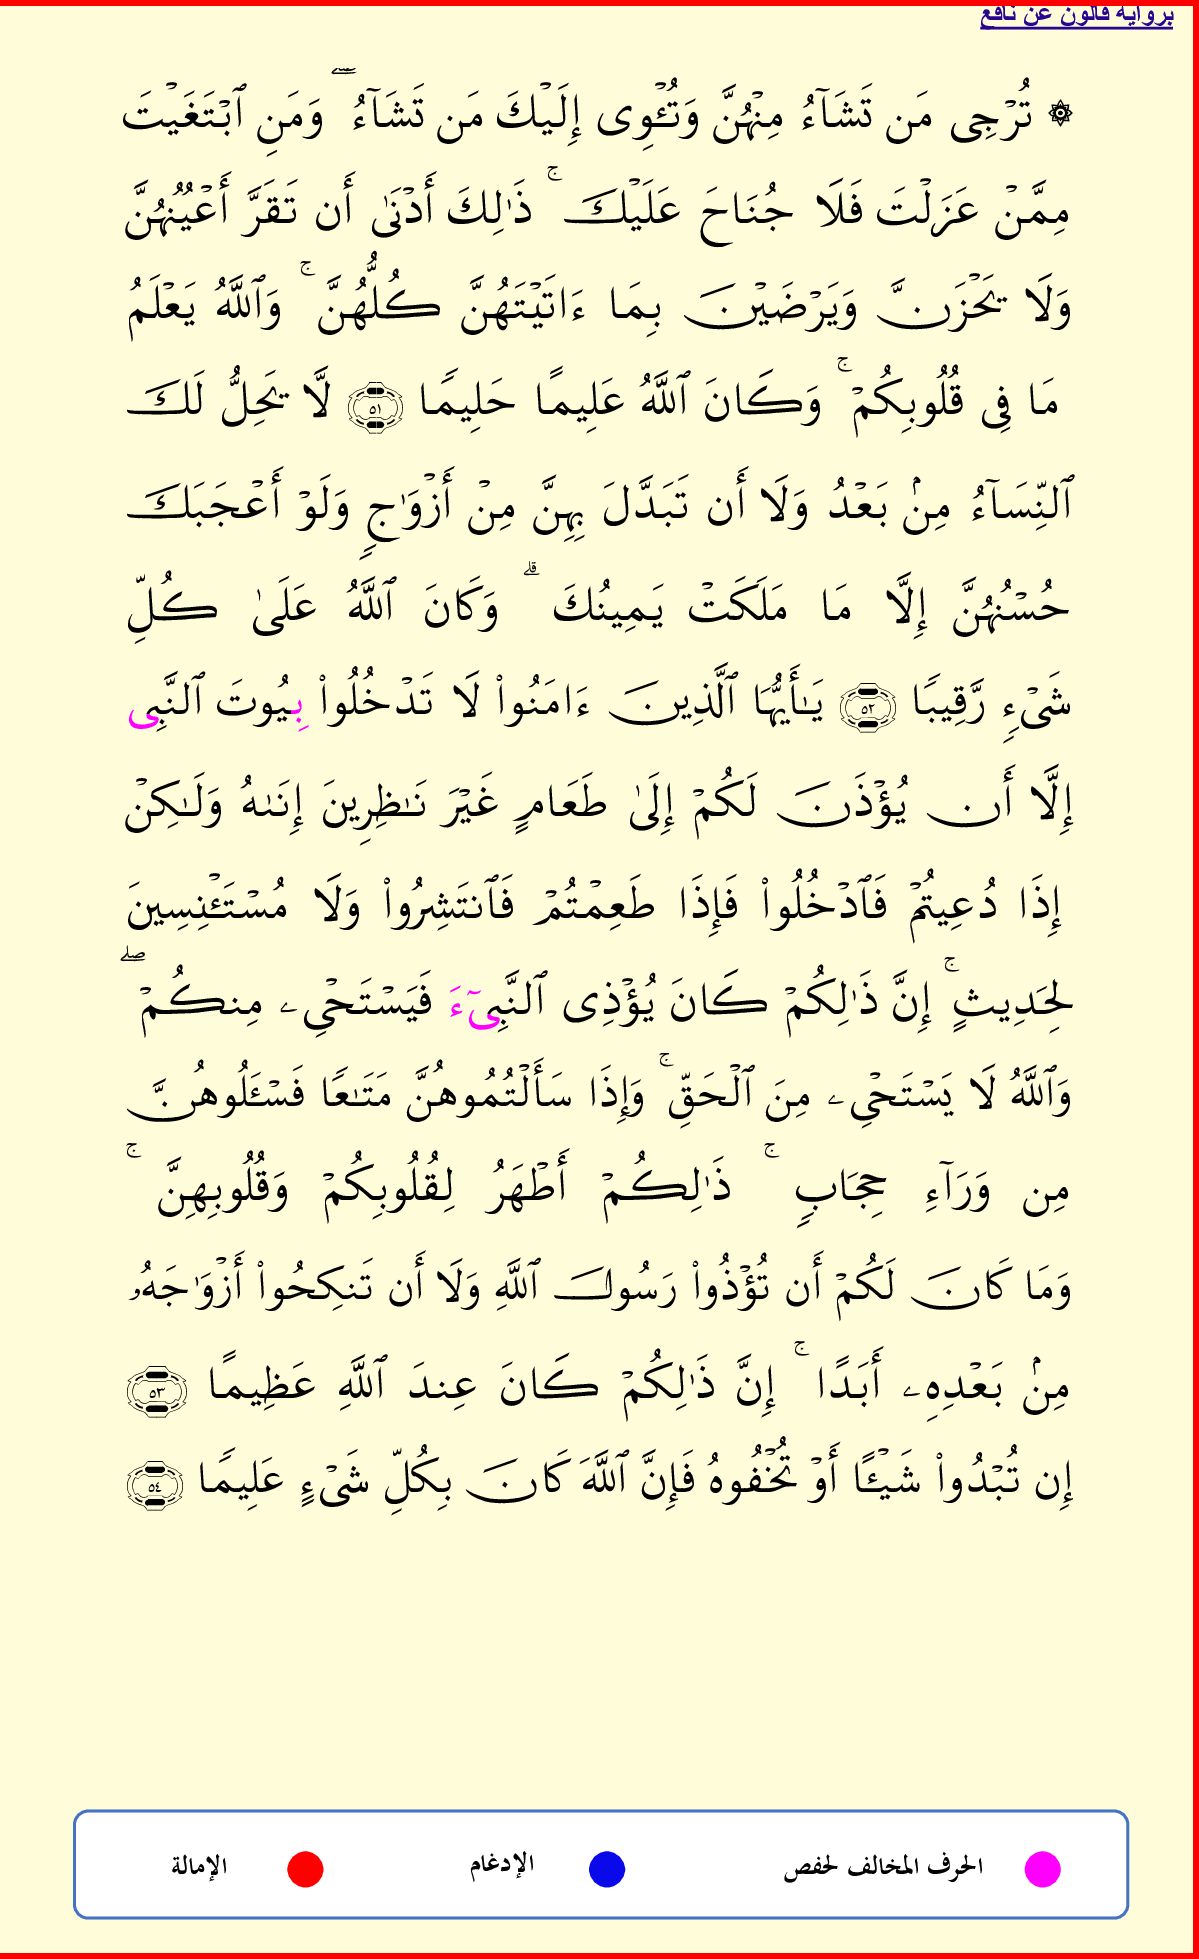 برواية قالون عن نافع
۞ تُرْجِى مَن تَشَآءُ مِنْهُنَّ وَتُـْٔوِى إِلَيْكَ مَن تَشَآءُ ۖ وَمَنِ ٱبْتَغَيْتَ
مِمَّنْ عَزَلْتَ فَلَا جُنَاحَ عَلَيْكَ ۚ ذَٰلِكَ أَدْنَىٰ أَن تَقَرَّ أَعْيُنُهُنَّ
وَلَا يَحْزَنَّ وَيَرْضَيْنَ بِمَا ءَاتَيْتَهُنَّ كُلُّهُنَّ ۚ وَٱللَّهُ يَعْلَمُ
مَا فِى قُلُوبِكُمْ ۚ وَكَانَ ٱللَّهُ عَلِيمًا حَلِيمًا ٥١ لَّا يَحِلُّ لَكَ
ٱلنِّسَآءُ مِنۢ بَعْدُ وَلَا أَن تَبَدَّلَ بِهِنَّ مِنْ أَزْوَٰجٍ وَلَوْ أَعْجَبَكَ
حُسْنُهُنَّ إِلَّا مَا مَلَكَتْ يَمِينُكَ ۗ وَكَانَ ٱللَّهُ عَلَىٰ كُلِّ
شَىْءٍ رَّقِيبًا ٥٢ يَـٰأَيُّهَا ٱلَّذِينَ ءَامَنُوا۟ لَا تَدْخُلُوا۟ بِيُوتَ ٱلنَّبِى
إِلَّا أَن يُؤْذَنَ لَكُمْ إِلَىٰ طَعَامٍ غَيْرَ نَـٰظِرِينَ إِنَىٰهُ وَلَـٰكِنْ
إِذَا دُعِيتُمْ فَٱدْخُلُوا۟ فَإِذَا طَعِمْتُمْ فَٱنتَشِرُوا۟ وَلَا مُسْتَـْٔنِسِينَ
لِحَدِيثٍ ۚ إِنَّ ذَٰلِكُمْ كَانَ يُؤْذِى ٱلنَّبِىٓءَ فَيَسْتَحْىِۦ مِنكُمْ ۖ
وَٱللَّهُ لَا يَسْتَحْىِۦ مِنَ ٱلْحَقِّ ۚ وَإِذَا سَأَلْتُمُوهُنَّ مَتَـٰعًا فَسْـَٔلُوهُنَّ
مِن وَرَآءِ حِجَابٍ ۚ ذَٰلِكُمْ أَطْهَرُ لِقُلُوبِكُمْ وَقُلُوبِهِنَّ ۚ
وَمَا كَانَ لَكُمْ أَن تُؤْذُوا۟ رَسُولَ ٱللَّهِ وَلَا أَن تَنكِحُوا۟ أَزْوَٰجَهُۥ
مِنۢ بَعْدِهِۦ أَبَدًا ۚ إِنَّ ذَٰلِكُمْ كَانَ عِندَ ٱللَّهِ عَظِيمًا ٥٣
إِن تُبْدُوا۟ شَيْـًٔا أَوْ تُخْفُوهُ فَإِنَّ ٱللَّهَ كَانَ بِكُلِّ شَىْءٍ عَلِيمًا ٥٤
الحرف المخالف لحفص الإدغام الإمالة